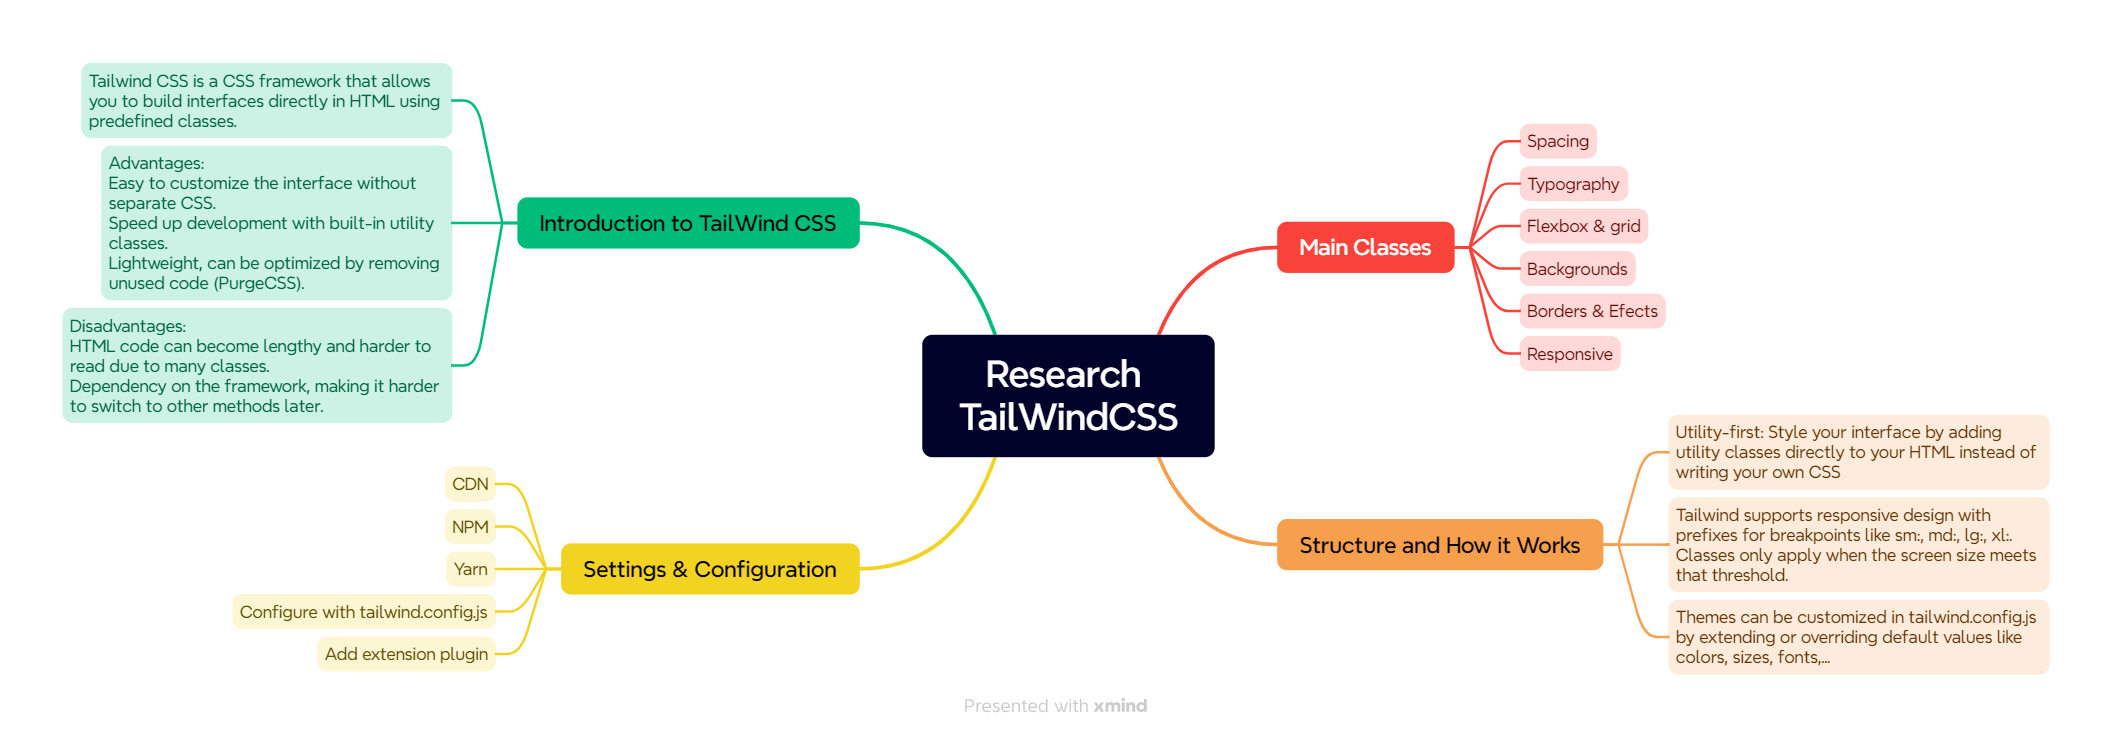 Research
TailWindCSS
Main Classes
Spacing
Typography
Flexbox & grid
Backgrounds
Borders & Efects
Responsive
Structure and How it Works
Utility-first: Style your interface by adding
utility classes directly to your HTML instead of
writing your own CSS
Tailwind supports responsive design with
prefixes for breakpoints like sm:, md:, lg:, xl:.
Classes only apply when the screen size meets
that threshold.
Themes can be customized in tailwind.config.js
by extending or overriding default values like
colors, sizes, fonts,...
Introduction to TailWind CSS
Tailwind CSS is a CSS framework that allows
you to build interfaces directly in HTML using
predefined classes.
Advantages:
Easy to customize the interface without
separate CSS.
Speed up development with built-in utility
classes.
Lightweight, can be optimized by removing
unused code (PurgeCSS).
Disadvantages:
HTML code can become lengthy and harder to
read due to many classes.
Dependency on the framework, making it harder
to switch to other methods later.
Settings & Configuration
CDN
NPM
Yarn
Configure with tailwind.config.js
Add extension plugin
Presented with xmind